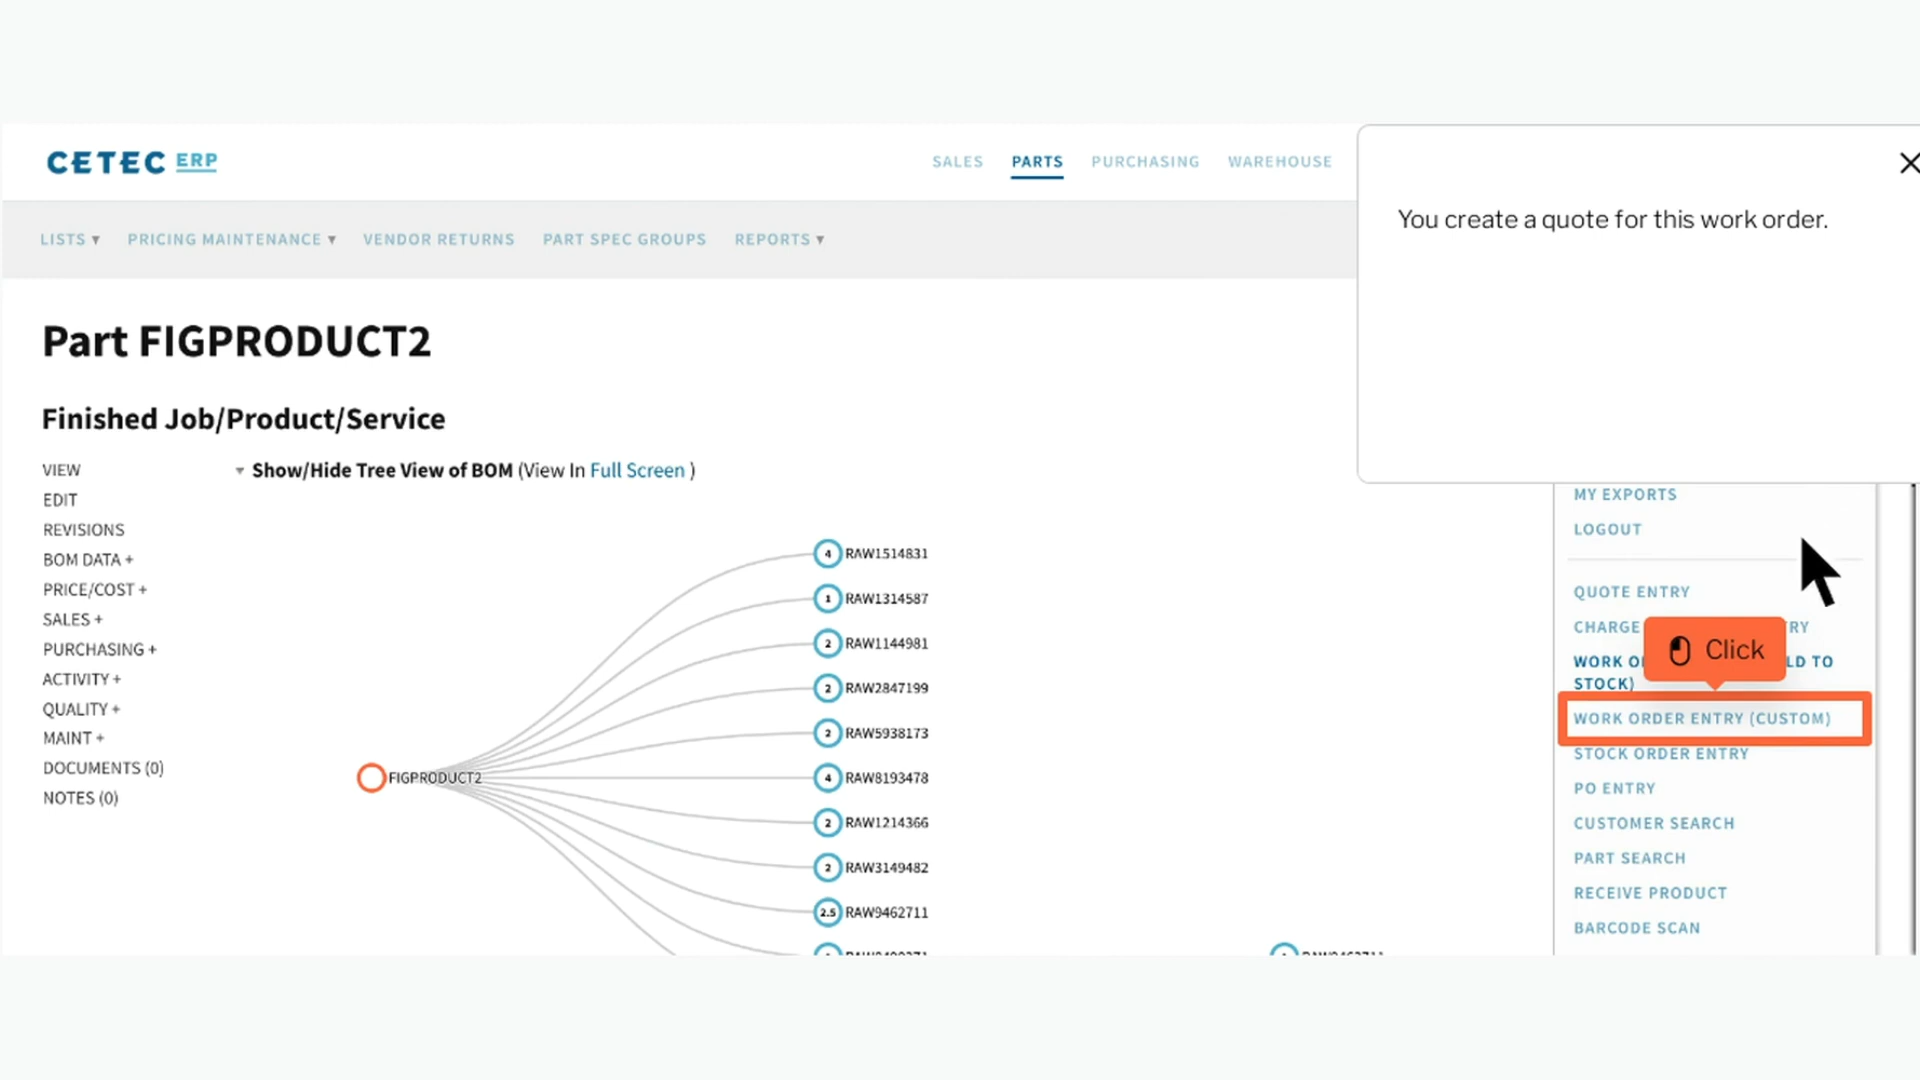 CETEC ERP
SALES PARTS PURCHASING WAREHOUSE
You create a quote for this work order.
LISTS ▾ PRICING MAINTENANCE ▾ VENDOR RETURNS PART SPEC GROUPS REPORTS ▾
Part FIGPRODUCT2
Finished Job/Product/Service
VIEW
EDIT
REVISIONS
BOM DATA +
PRICE/COST +
SALES +
PURCHASING +
ACTIVITY +
QUALITY +
MAINT +
DOCUMENTS (0)
NOTES (0)
Show/Hide Tree View of BOM (View In Full Screen )
FIGPRODUCT2
4 RAW1514831
1 RAW1314587
2 RAW1144981
2 RAW2847199
2 RAW5938173
4 RAW8193478
2 RAW1214366
2 RAW3149482
2.5 RAW9462711
MY EXPORTS
LOGOUT
QUOTE ENTRY
CHARGE RY
Click
WORK O LD TO
STOCK)
WORK ORDER ENTRY (CUSTOM)
STOCK ORDER ENTRY
PO ENTRY
CUSTOMER SEARCH
PART SEARCH
RECEIVE PRODUCT
BARCODE SCAN